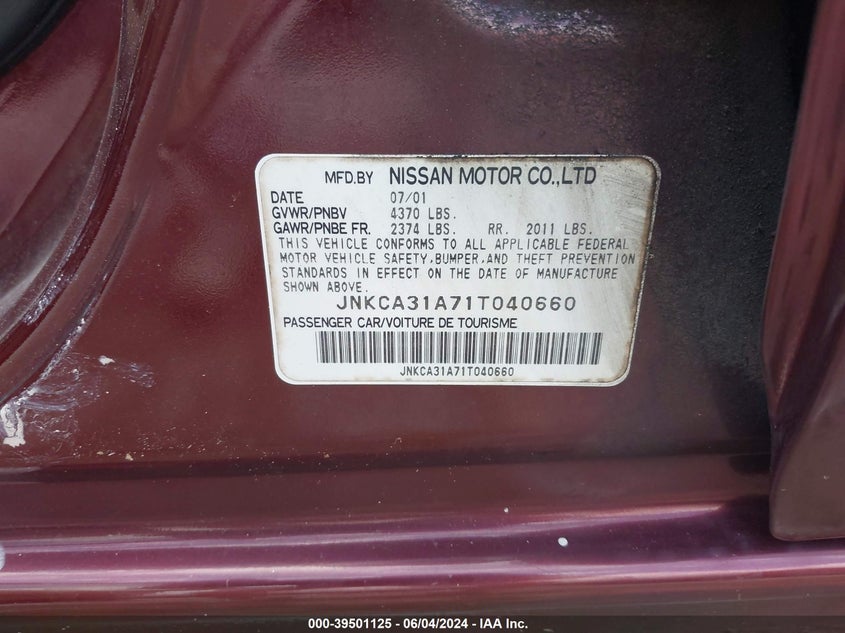 MFD.BY NISSAN MOTOR CO.,LTD
DATE 07/01
GVWR/PNBV 4370 LBS.
GAWR/PNBE FR. 2374 LBS. RR. 2011 LBS.
THIS VEHICLE CONFORMS TO ALL APPLICABLE FEDERAL
MOTOR VEHICLE SAFETY,BUMPER,AND THEFT PREVENTION
STANDARDS IN EFFECT ON THE DATE OF MANUFACTURE
SHOWN ABOVE.
JNKCA31A71T040660
PASSENGER CAR/VOITURE DE TOURISME
JNKCA31A71T040660
000-39501125 - 06/04/2024 - IAA Inc.